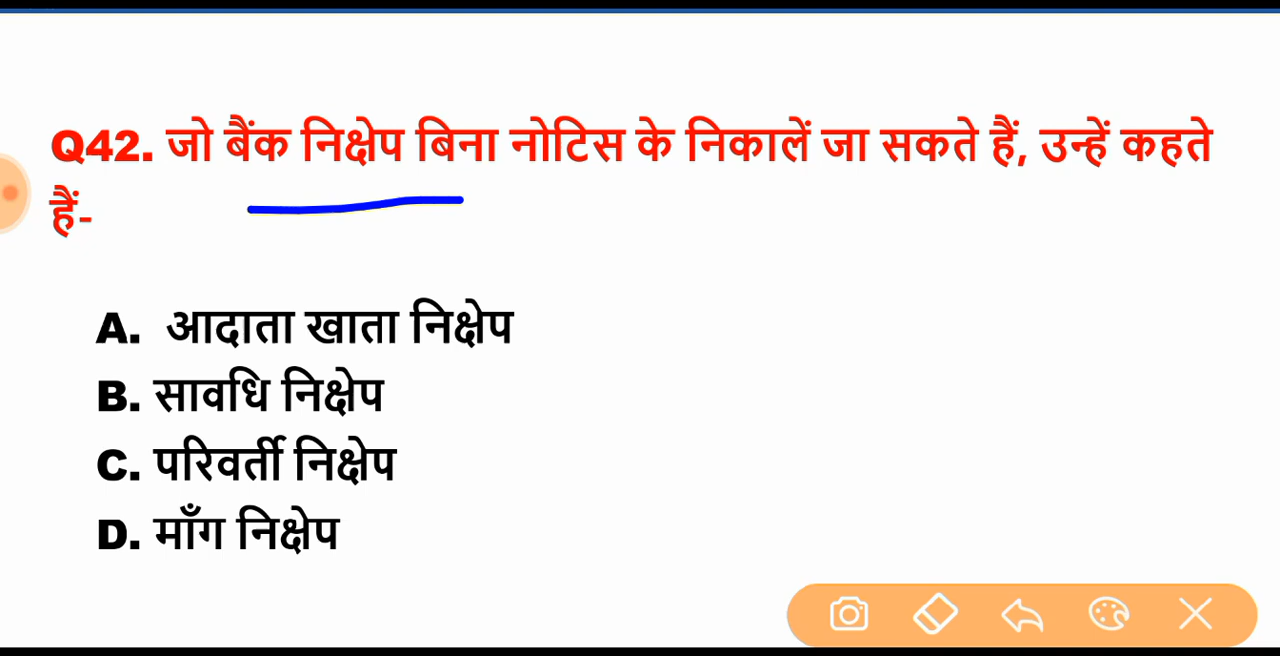 Q42. जो बैंक निक्षेप बिना नोटिस के निकालें जा सकते हैं, उन्हें कहते
हैं-
A. आदाता खाता निक्षेप
B. सावधि निक्षेप
C. परिवर्ती निक्षेप
D. माँग निक्षेप